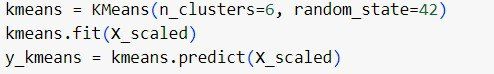 kmeans = KMeans(n_clusters=6, random_state=42)
kmeans.fit(X_scaled)
y_kmeans = kmeans.predict(X_scaled)